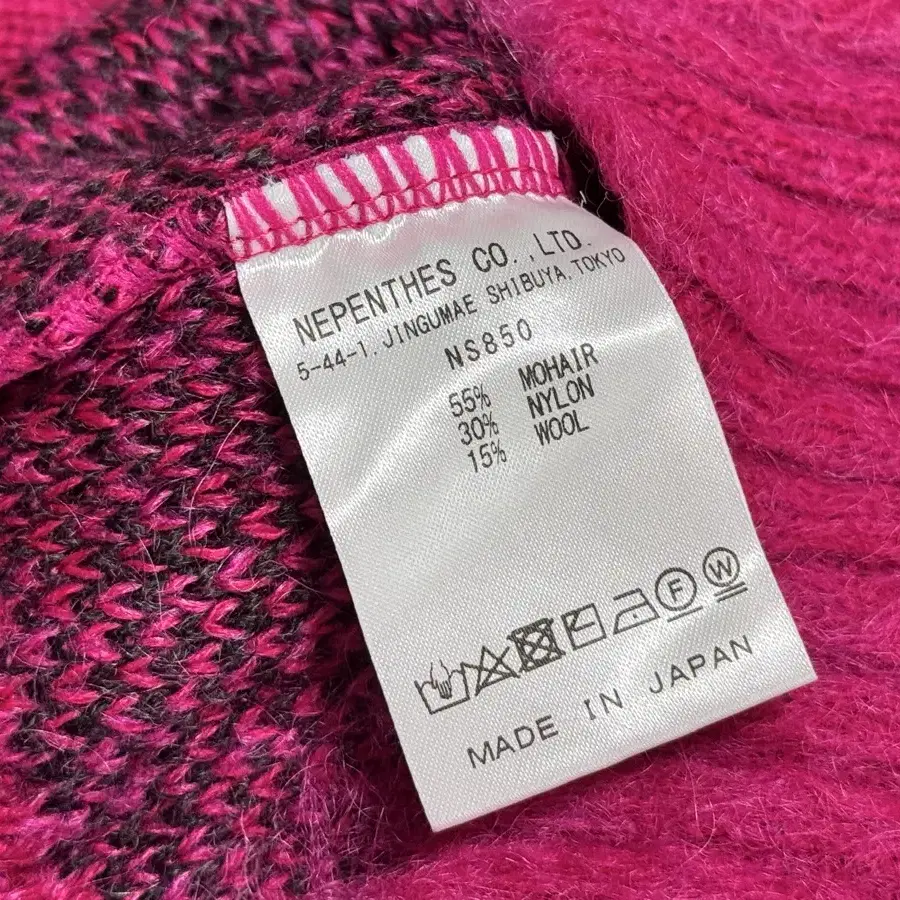 NEPENTHES CO.,LTD.
5-44-1, JINGUMAE SHIBUYA, TOKYO
NS850
55% MOHAIR
30% NYLON
15% WOOL
F W
MADE IN JAPAN